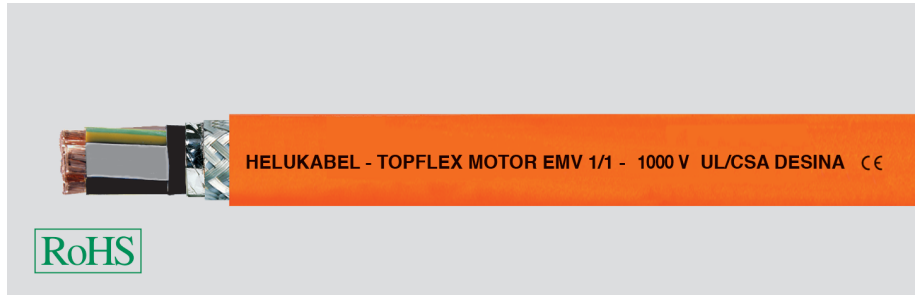 HELUKABEL - TOPFLEX MOTOR EMV 1/1 - 1000 V UL/CSA DESINA CE
RoHS